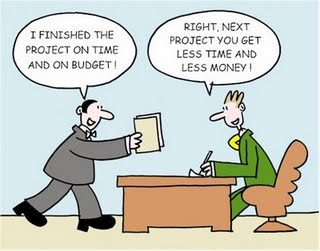 I FINISHED THE
PROJECT ON TIME
AND ON BUDGET !
RIGHT, NEXT
PROJECT YOU GET
LESS TIME AND
LESS MONEY !